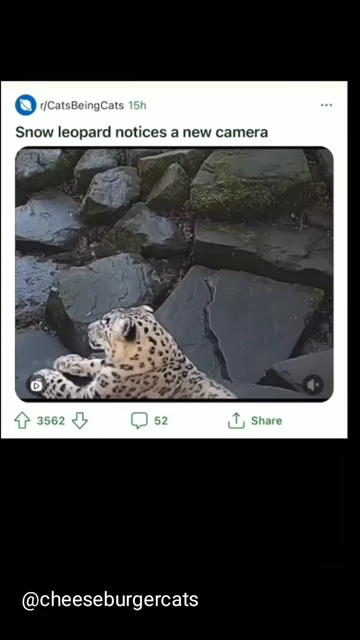 r/CatsBeingCats 15h
Snow leopard notices a new camera
3562 52 Share
@cheeseburgercats